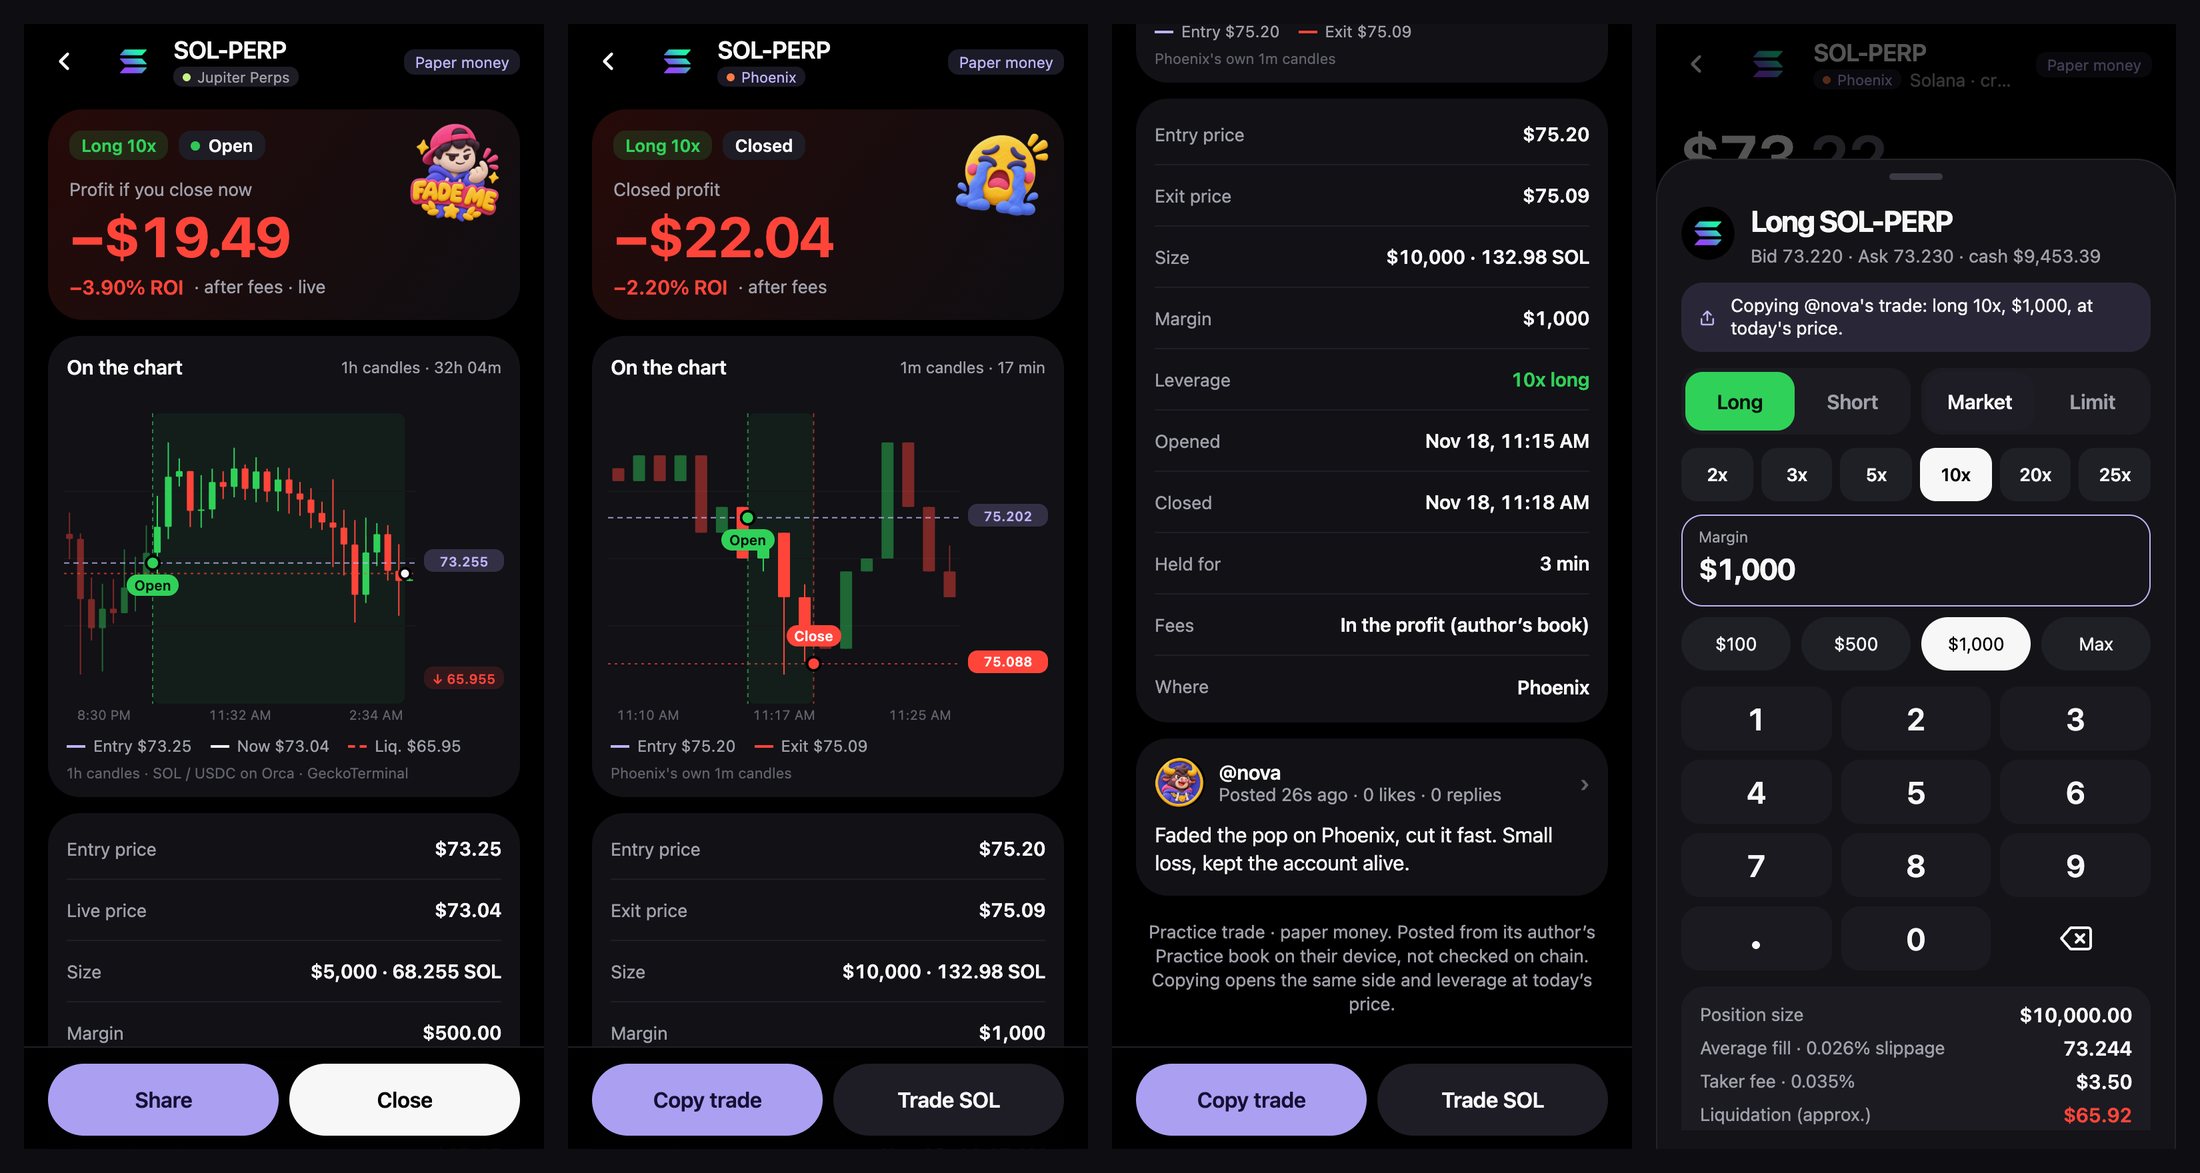 SOL-PERP
Jupiter Perps
Paper money
Long 10x
Open
FADE ME
Profit if you close now
−$19.49
−3.90% ROI · after fees · live
On the chart
1h candles · 32h 04m
73.255
Open
↓ 65.955
8:30 PM
11:32 AM
2:34 AM
Entry $73.25
Now $73.04
Liq. $65.95
1h candles · SOL / USDC on Orca · GeckoTerminal
Entry price
$73.25
Live price
$73.04
Size
$5,000 · 68.255 SOL
Margin
$500.00
Share
Close
SOL-PERP
Phoenix
Paper money
Long 10x
Closed
Closed profit
−$22.04
−2.20% ROI · after fees
On the chart
1m candles · 17 min
75.202
Open
Close
75.088
11:10 AM
11:17 AM
11:25 AM
Entry $75.20
Exit $75.09
Phoenix's own 1m candles
Entry price
$75.20
Exit price
$75.09
Size
$10,000 · 132.98 SOL
Margin
$1,000
Copy trade
Trade SOL
Entry $75.20
Exit $75.09
Phoenix's own 1m candles
Entry price
$75.20
Exit price
$75.09
Size
$10,000 · 132.98 SOL
Margin
$1,000
Leverage
10x long
Opened
Nov 18, 11:15 AM
Closed
Nov 18, 11:18 AM
Held for
3 min
Fees
In the profit (author’s book)
Where
Phoenix
@nova
Posted 26s ago · 0 likes · 0 replies
Faded the pop on Phoenix, cut it fast. Small
loss, kept the account alive.
Practice trade · paper money. Posted from its author’s
Practice book on their device, not checked on chain.
Copying opens the same side and leverage at today’s
price.
Copy trade
Trade SOL
SOL-PERP
Phoenix
Solana · cr...
Paper money
$73.22
Long SOL-PERP
Bid 73.220 · Ask 73.230 · cash $9,453.39
Copying @nova's trade: long 10x, $1,000, at
today's price.
Long
Short
Market
Limit
2x
3x
5x
10x
20x
25x
Margin
$1,000
$100
$500
$1,000
Max
1
2
3
4
5
6
7
8
9
.
0
Position size
$10,000.00
Average fill · 0.026% slippage
73.244
Taker fee · 0.035%
$3.50
Liquidation (approx.)
$65.92